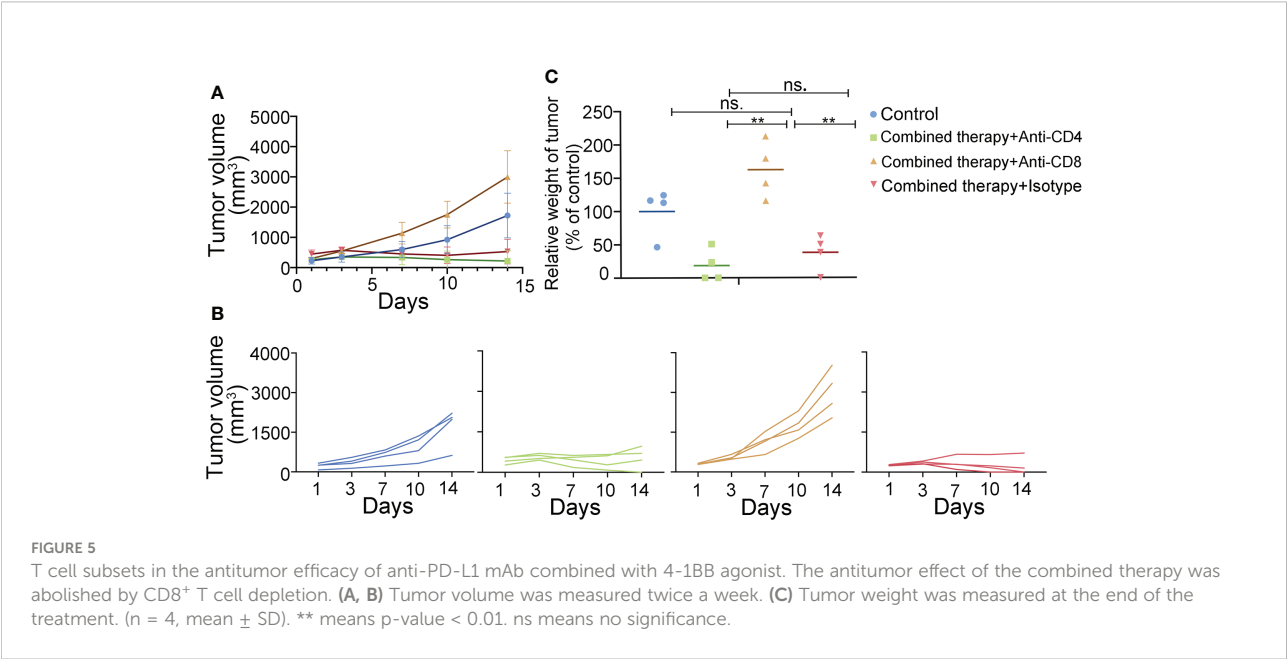 A
Tumor volume
(mm3)
5000
4000
3000
2000
1000
0
0
5
10
15
Days
C
Relative weight of tumor
(% of control)
250
200
150
100
50
0
ns.
ns.
**
**
Control
Combined therapy+Anti-CD4
Combined therapy+Anti-CD8
Combined therapy+Isotype
B
Tumor volume
(mm3)
4000
3000
1500
0
1 3 7 10 14
Days
1 3 7 10 14
Days
1 3 7 10 14
Days
1 3 7 10 14
Days
FIGURE 5
T cell subsets in the antitumor efficacy of anti-PD-L1 mAb combined with 4-1BB agonist. The antitumor effect of the combined therapy was
abolished by CD8+ T cell depletion. (A, B) Tumor volume was measured twice a week. (C) Tumor weight was measured at the end of the
treatment. (n = 4, mean ± SD). ** means p-value < 0.01. ns means no significance.